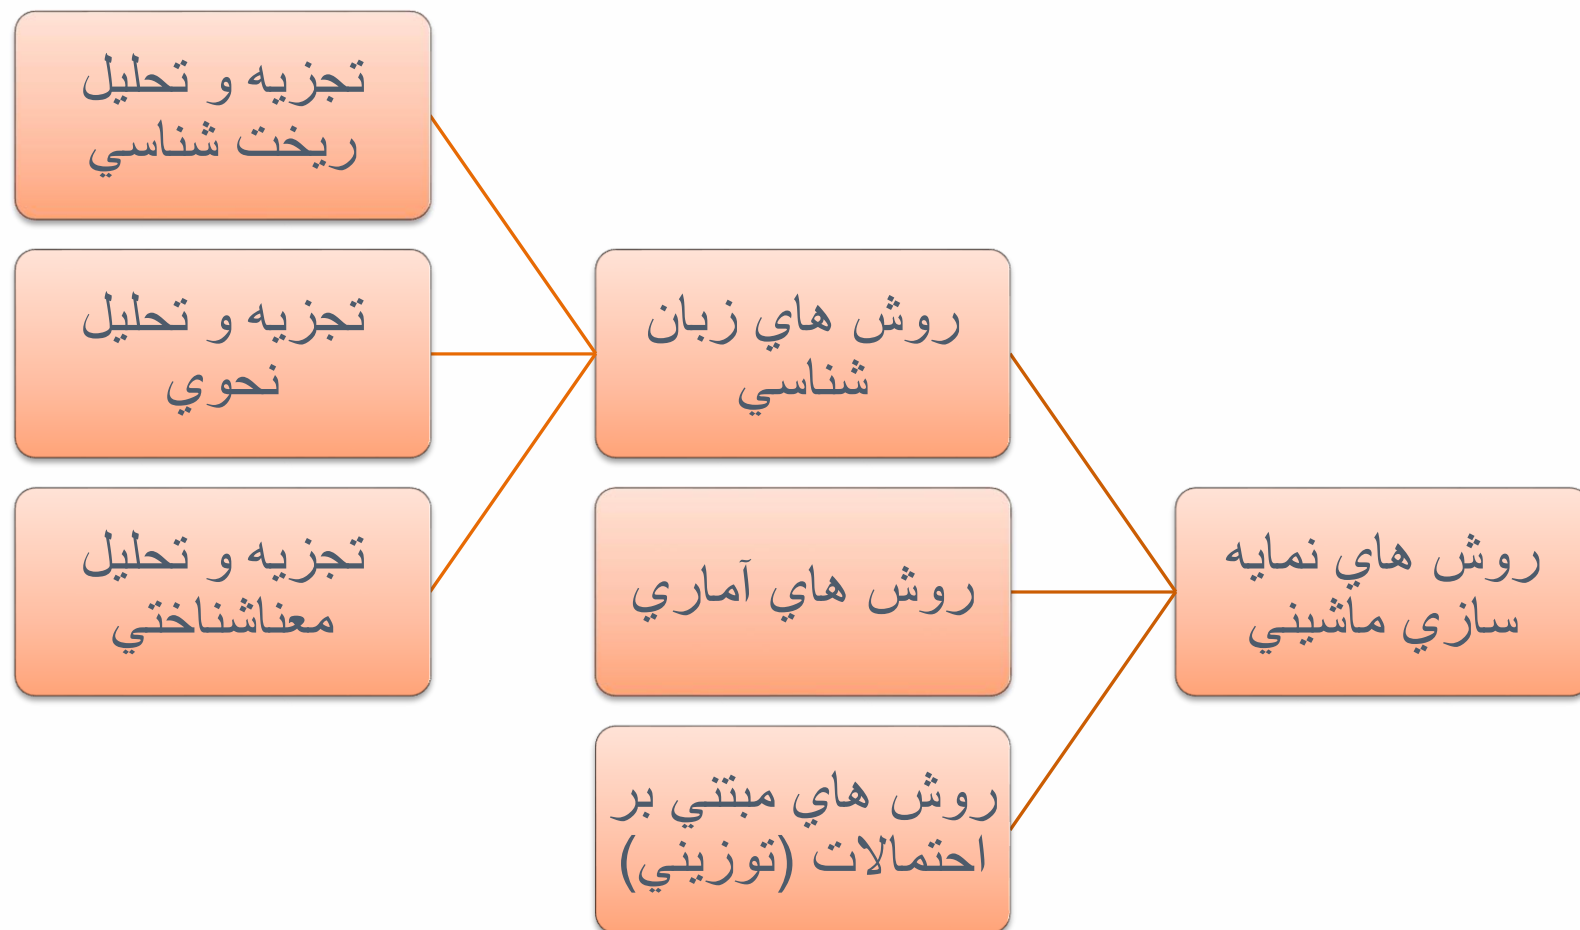 روش هاي نمايه
سازي ماشيني
روش هاي زبان
شناسي
تجزيه و تحليل
ريخت شناسي
تجزيه و تحليل
نحوي
تجزيه و تحليل
معناشناختي
روش هاي آماري
روش هاي مبتني بر
احتمالات (توزيني)